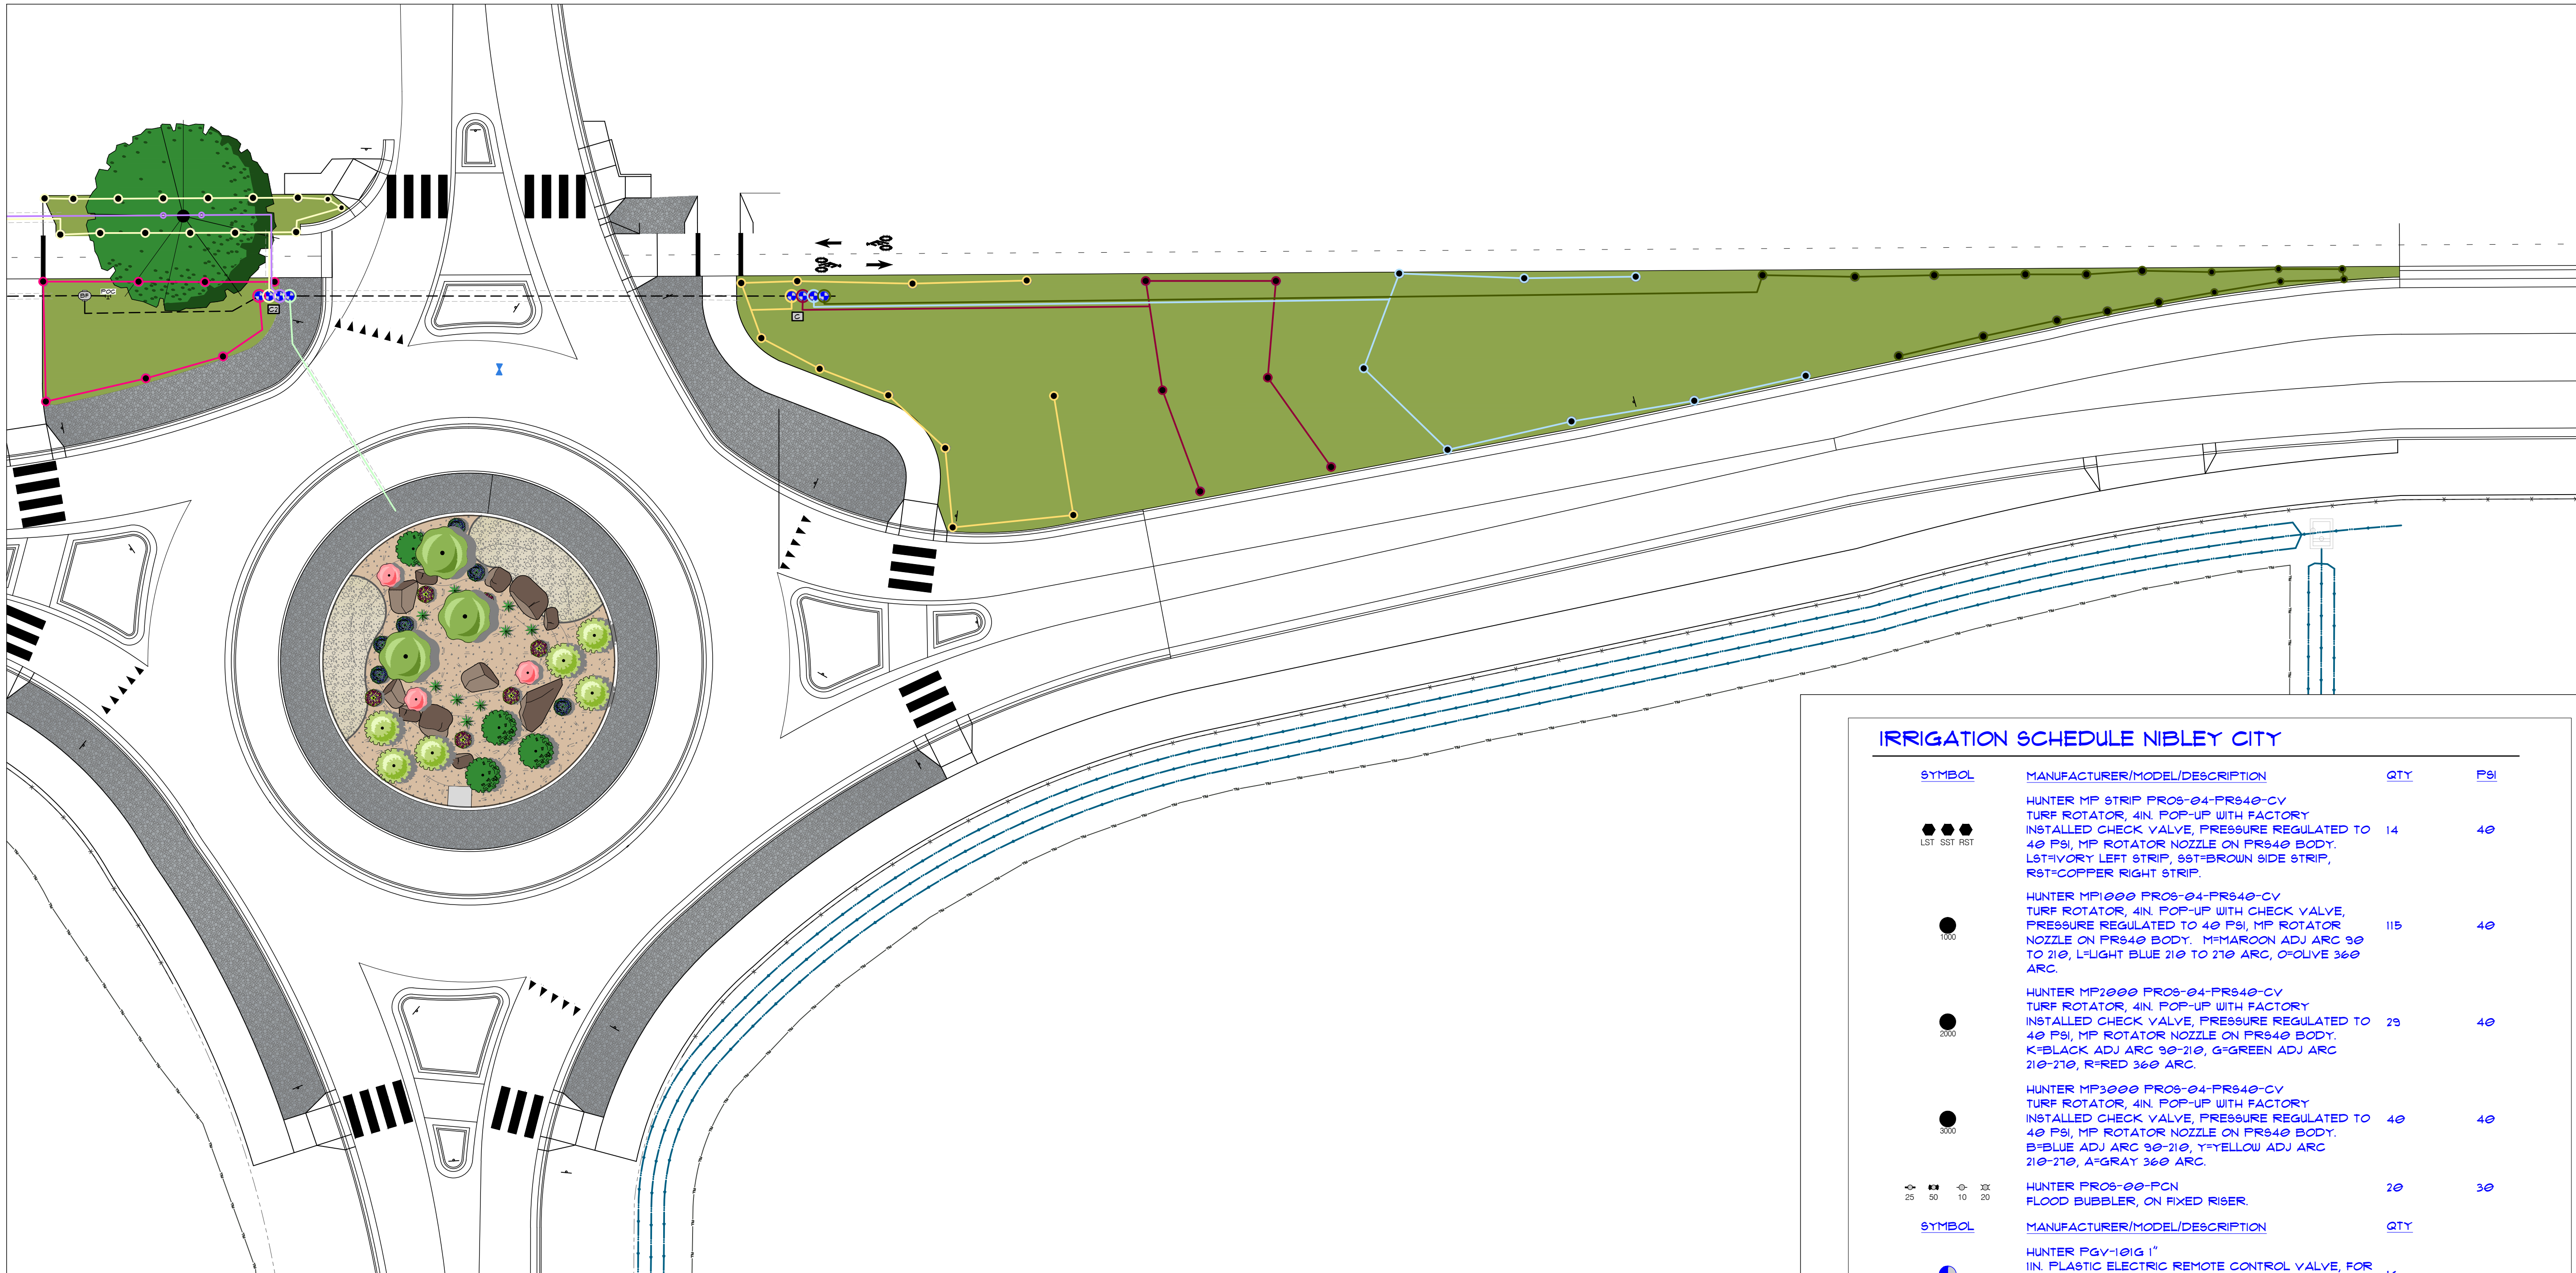 BF
POC
C2
C
IRRIGATION SCHEDULE NIBLEY CITY
SYMBOL MANUFACTURER/MODEL/DESCRIPTION QTY PSI
HUNTER MP STRIP PROS-04-PRS40-CV
TURF ROTATOR, 4IN. POP-UP WITH FACTORY
INSTALLED CHECK VALVE, PRESSURE REGULATED TO 14 40
40 PSI, MP ROTATOR NOZZLE ON PRS40 BODY.
LST SST RST
LST=IVORY LEFT STRIP, SST=BROWN SIDE STRIP,
RST=COPPER RIGHT STRIP.
HUNTER MP1000 PROS-04-PRS40-CV
TURF ROTATOR, 4IN. POP-UP WITH CHECK VALVE,
PRESSURE REGULATED TO 40 PSI, MP ROTATOR 115 40
1000
NOZZLE ON PRS40 BODY. M=MAROON ADJ ARC 90
TO 210, L=LIGHT BLUE 210 TO 270 ARC, O=OLIVE 360
ARC.
HUNTER MP2000 PROS-04-PRS40-CV
TURF ROTATOR, 4IN. POP-UP WITH FACTORY
INSTALLED CHECK VALVE, PRESSURE REGULATED TO 29 40
2000
40 PSI, MP ROTATOR NOZZLE ON PRS40 BODY.
K=BLACK ADJ ARC 90-210, G=GREEN ADJ ARC
210-270, R=RED 360 ARC.
HUNTER MP3000 PROS-04-PRS40-CV
TURF ROTATOR, 4IN. POP-UP WITH FACTORY
INSTALLED CHECK VALVE, PRESSURE REGULATED TO 40 40
3000
40 PSI, MP ROTATOR NOZZLE ON PRS40 BODY.
B=BLUE ADJ ARC 90-210, Y=YELLOW ADJ ARC
210-270, A=GRAY 360 ARC.
HUNTER PROS-00-PCN 20 30
25 50 10 20
FLOOD BUBBLER, ON FIXED RISER.
SYMBOL MANUFACTURER/MODEL/DESCRIPTION QTY
HUNTER PGV-101G 1"
1IN. PLASTIC ELECTRIC REMOTE CONTROL VALVE, FOR